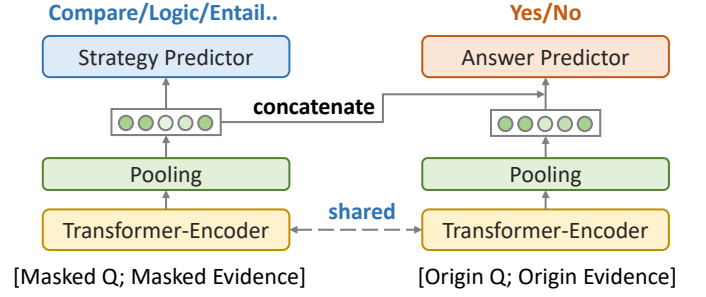 Compare/Logic/Entail..
Yes/No
Strategy Predictor
Answer Predictor
concatenate
Pooling
Pooling
shared
Transformer-Encoder
Transformer-Encoder
[Masked Q; Masked Evidence]
[Origin Q; Origin Evidence]